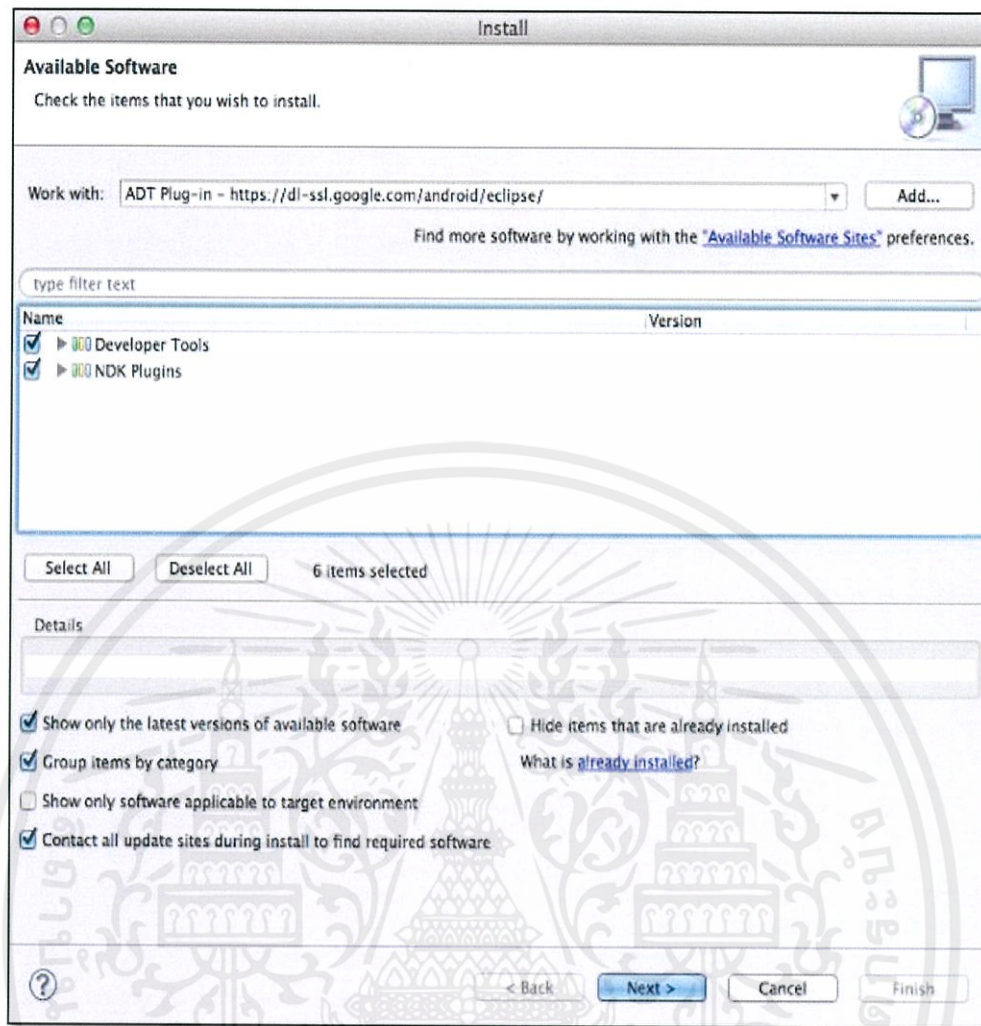 Install
Available Software
Check the items that you wish to install.
Work with: ADT Plug-in - https://dl-ssl.google.com/android/eclipse/ Add...
Find more software by working with the "Available Software Sites" preferences.
type filter text
Name Version
Developer Tools
NDK Plugins
Select All Deselect All 6 items selected
Details
Show only the latest versions of available software Hide items that are already installed
Group items by category What is already installed?
Show only software applicable to target environment
Contact all update sites during install to find required software
? < Back Next > Cancel Finish